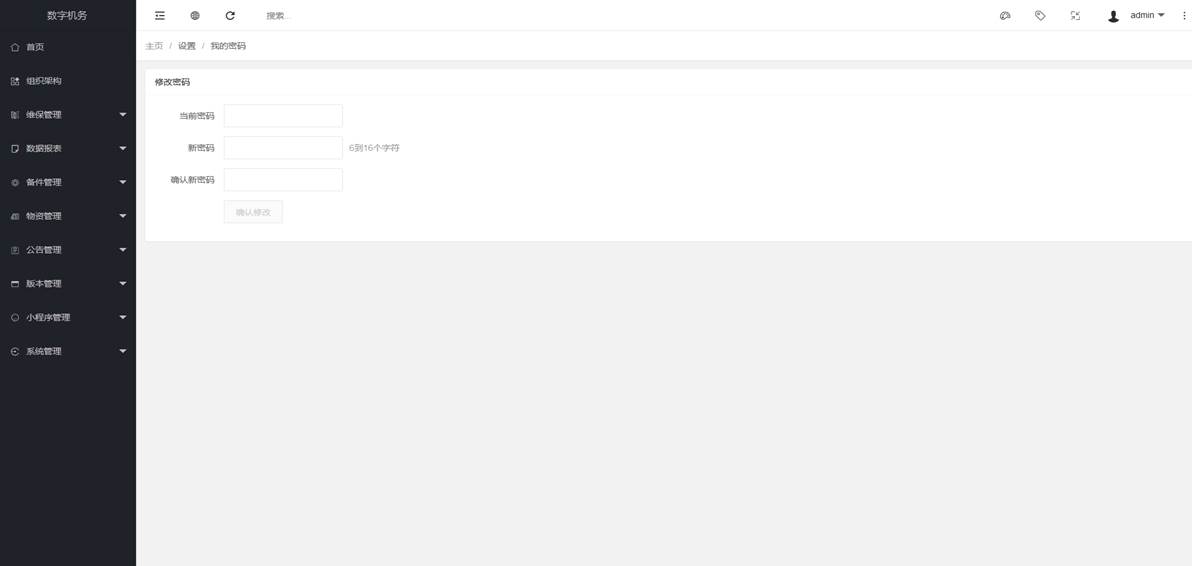 数字机务
搜索...
admin
首页
主页 / 设置 / 我的密码
组织架构
修改密码
维保管理
当前密码
数据报表
新密码 6到16个字符
备件管理
确认新密码
物资管理
确认修改
公告管理
版本管理
小程序管理
系统管理